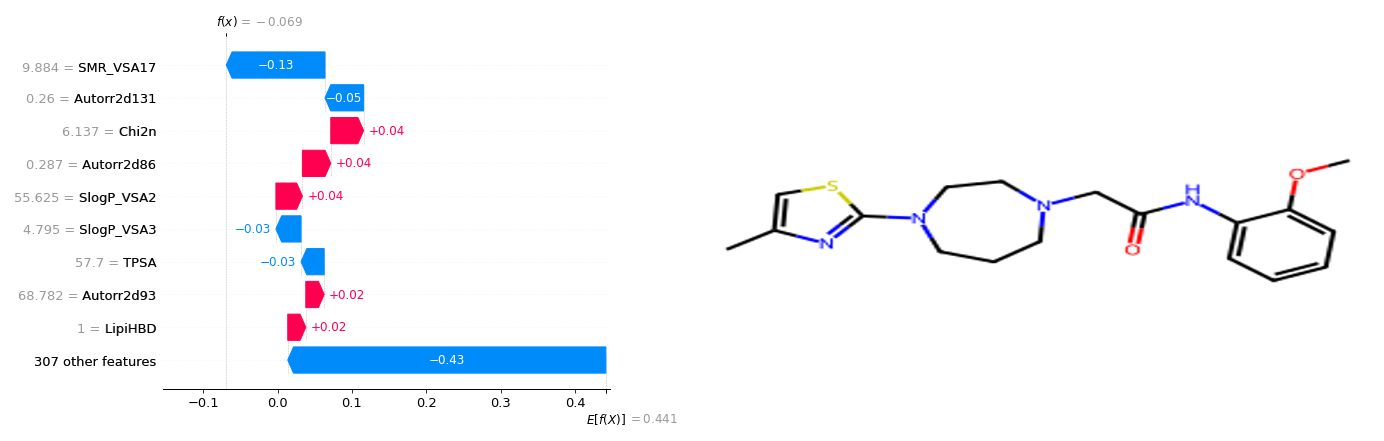 f(x) = −0.069
9.884 = SMR_VSA17
−0.13
0.26 = Autorr2d131
−0.05
6.137 = Chi2n
+0.04
0.287 = Autorr2d86
+0.04
55.625 = SlogP_VSA2
+0.04
4.795 = SlogP_VSA3
−0.03
57.7 = TPSA
−0.03
68.782 = Autorr2d93
+0.02
1 = LipiHBD
+0.02
307 other features
−0.43
−0.1 0.0 0.1 0.2 0.3 0.4
E[f(X)] = 0.441
S
N
N
N
O
H
N
O